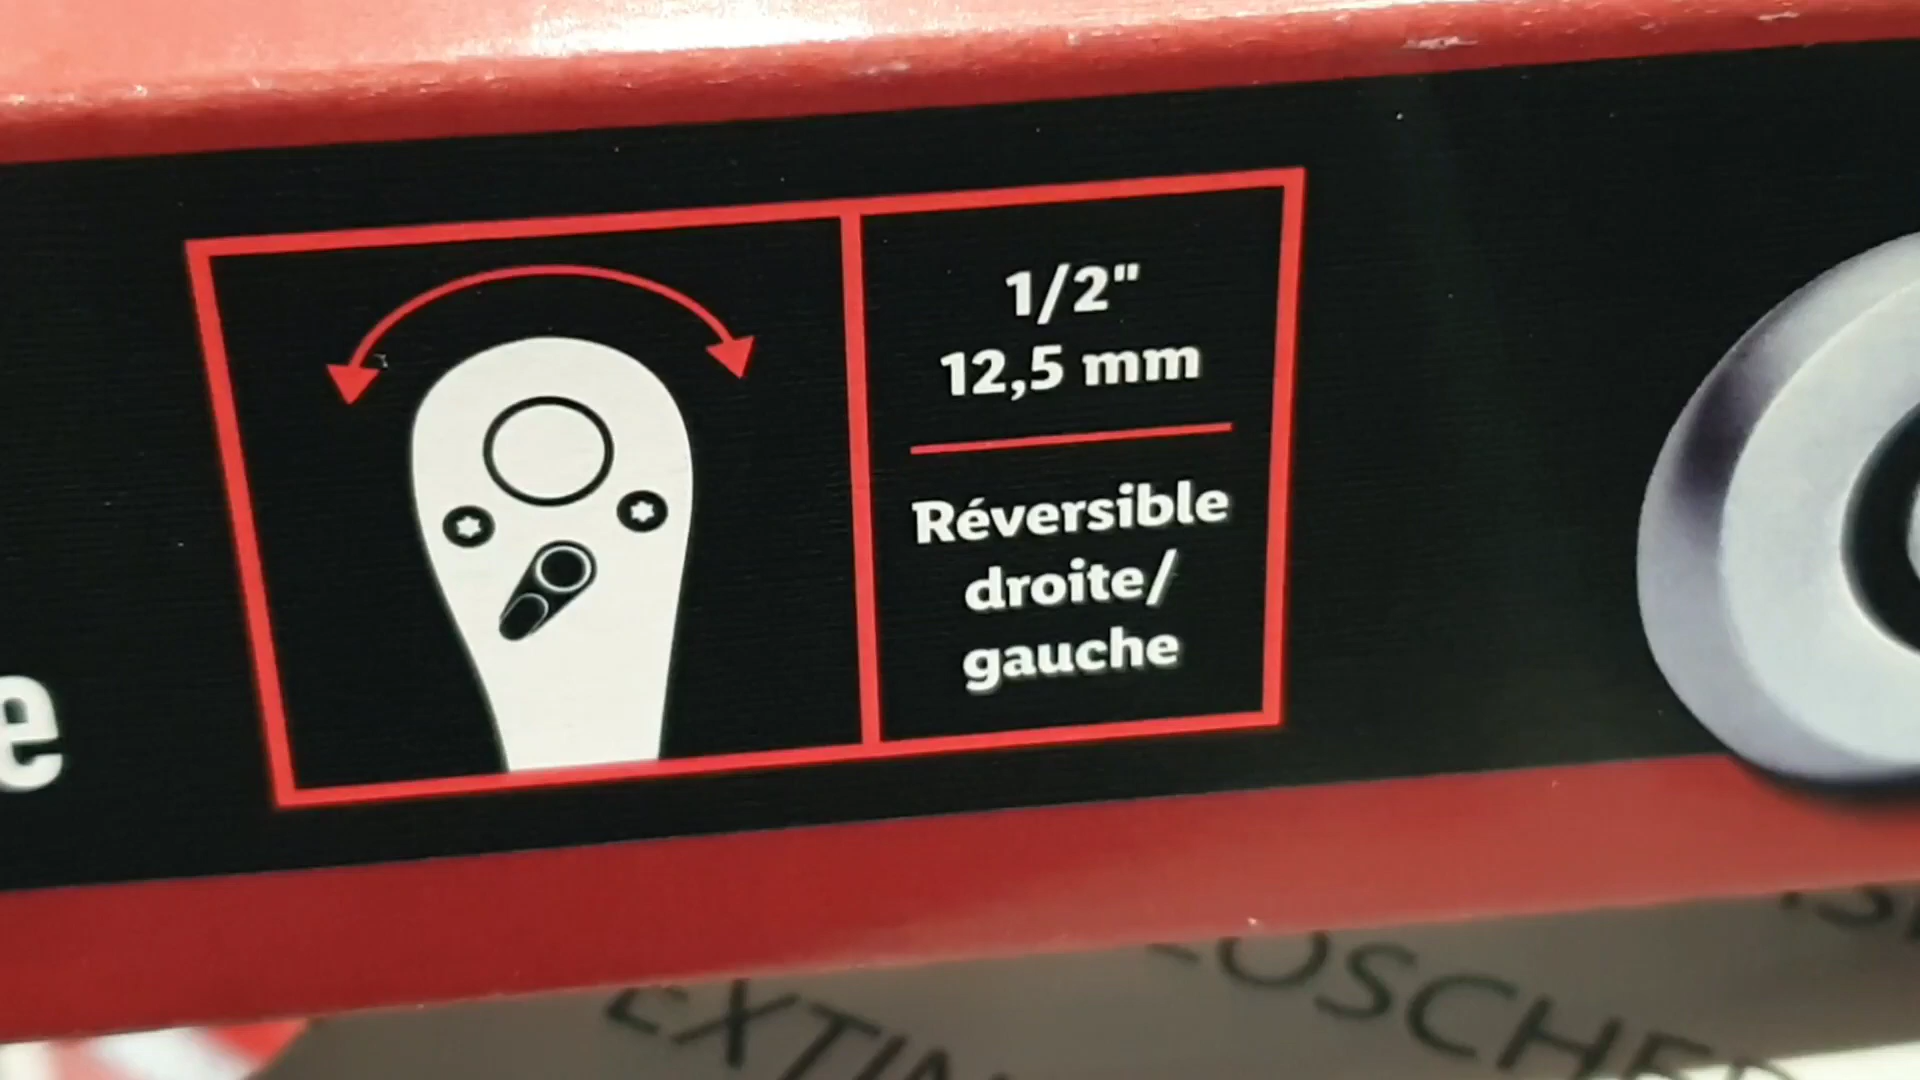 1/2"
12,5 mm
Réversible
droite/
gauche